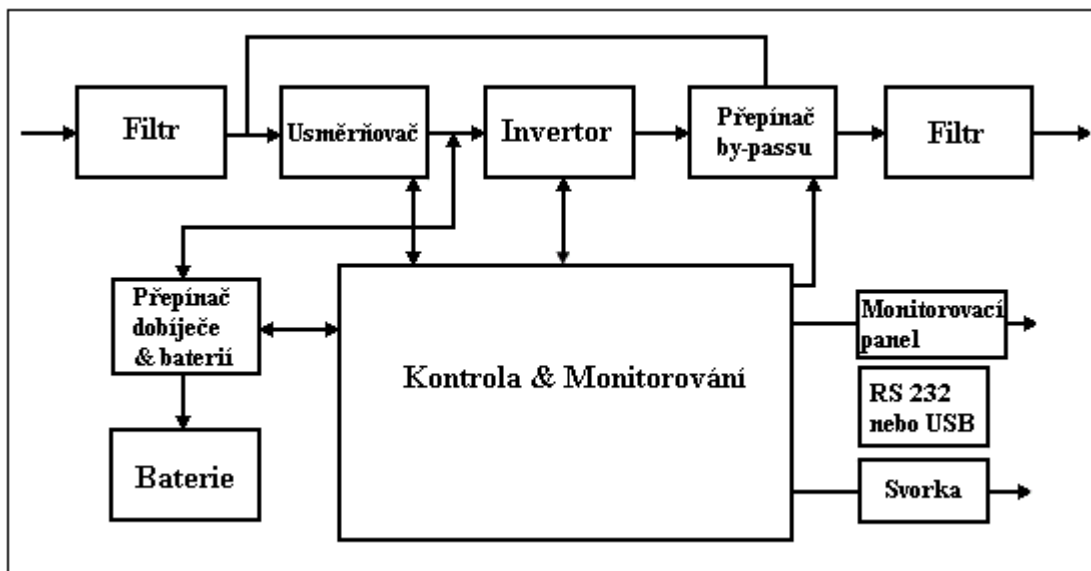 Filtr
Usměrňovač
Invertor
Přepínač
by-passu
Filtr
Přepínač
dobíječe
& baterií
Baterie
Kontrola & Monitorování
Monitorovací
panel
RS 232
nebo USB
Svorka